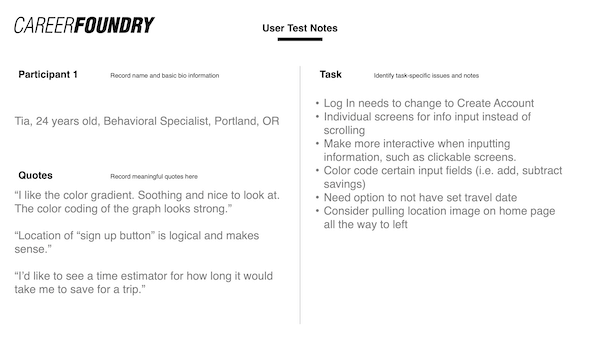 CAREERFOUNDRY
User Test Notes
Participant 1 Record name and basic bio information
Tia, 24 years old, Behavioral Specialist, Portland, OR
Quotes Record meaningful quotes here
“I like the color gradient. Soothing and nice to look at.
The color coding of the graph looks strong.”
“Location of “sign up button” is logical and makes
sense.”
“I’d like to see a time estimator for how long it would
take me to save for a trip.”
Task Identify task-specific issues and notes
• Log In needs to change to Create Account
• Individual screens for info input instead of
scrolling
• Make more interactive when inputting
information, such as clickable screens.
• Color code certain input fields (i.e. add, subtract
savings)
• Need option to not have set travel date
• Consider pulling location image on home page
all the way to left